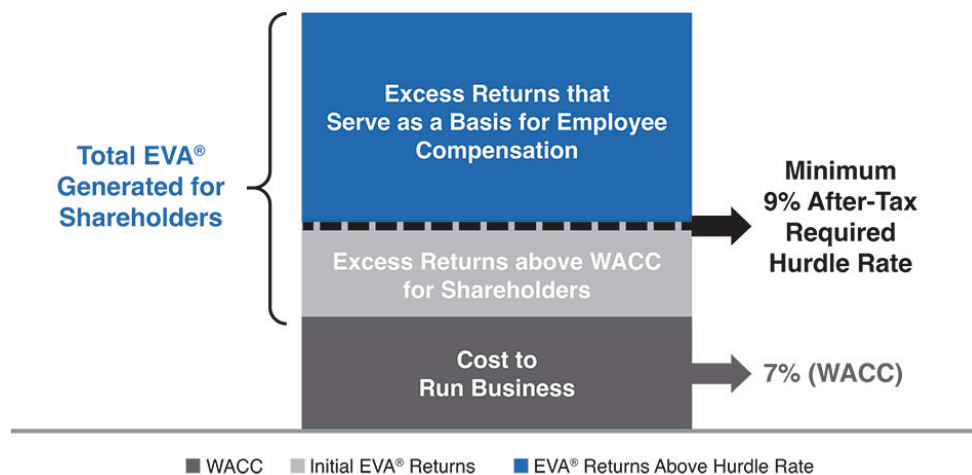 Excess Returns that
Serve as a Basis for Employee
Compensation
Total EVA®
Generated for
Shareholders
Minimum
9% After-Tax
Required
Hurdle Rate
Excess Returns above WACC
for Shareholders
Cost to
Run Business
7% (WACC)
WACC
Initial EVA® Returns
EVA® Returns Above Hurdle Rate